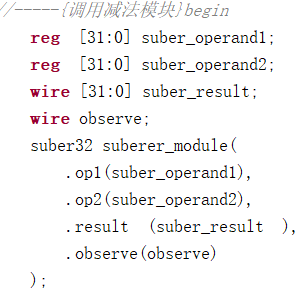 //-----{调用减法模块}begin
reg  [31:0] suber_operand1;
reg  [31:0] suber_operand2;
wire [31:0] suber_result;
wire observe;
suber32 suberer_module(
.op1(suber_operand1),
.op2(suber_operand2),
.result  (suber_result  ),
.observe(observe)
);